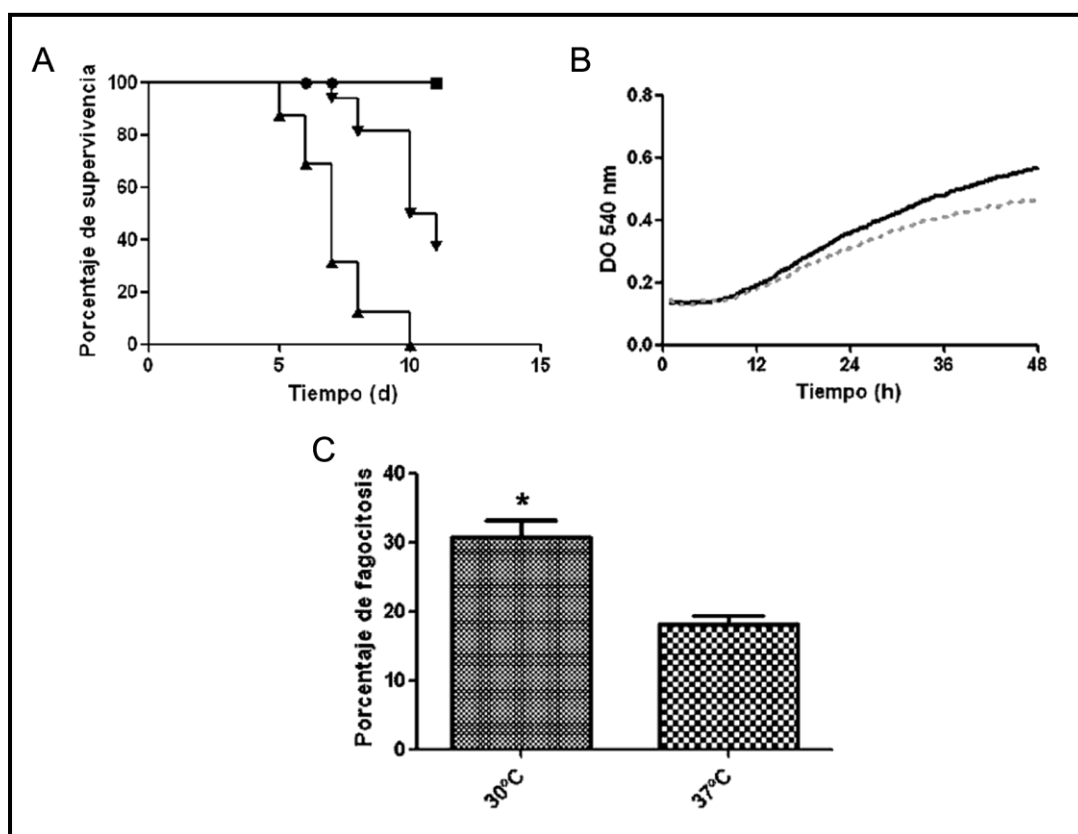 A
Porcentaje de supervivencia
100
80
60
40
20
0
0 5 10 15
Tiempo (d)
B
DO 540 nm
0.8
0.6
0.4
0.2
0.0
0 12 24 36 48
Tiempo (h)
C
Porcentaje de fagocitosis
40
30
20
10
0
*
30ºC
37ºC